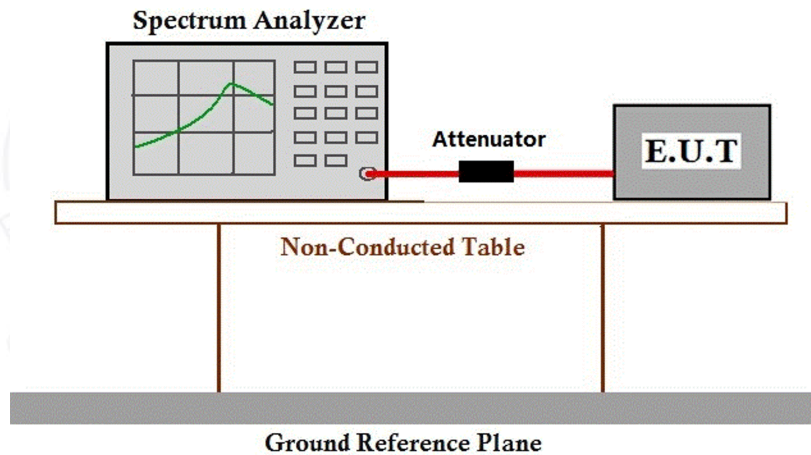 Spectrum Analyzer
Attenuator
E.U.T
Non-Conducted Table
Ground Reference Plane